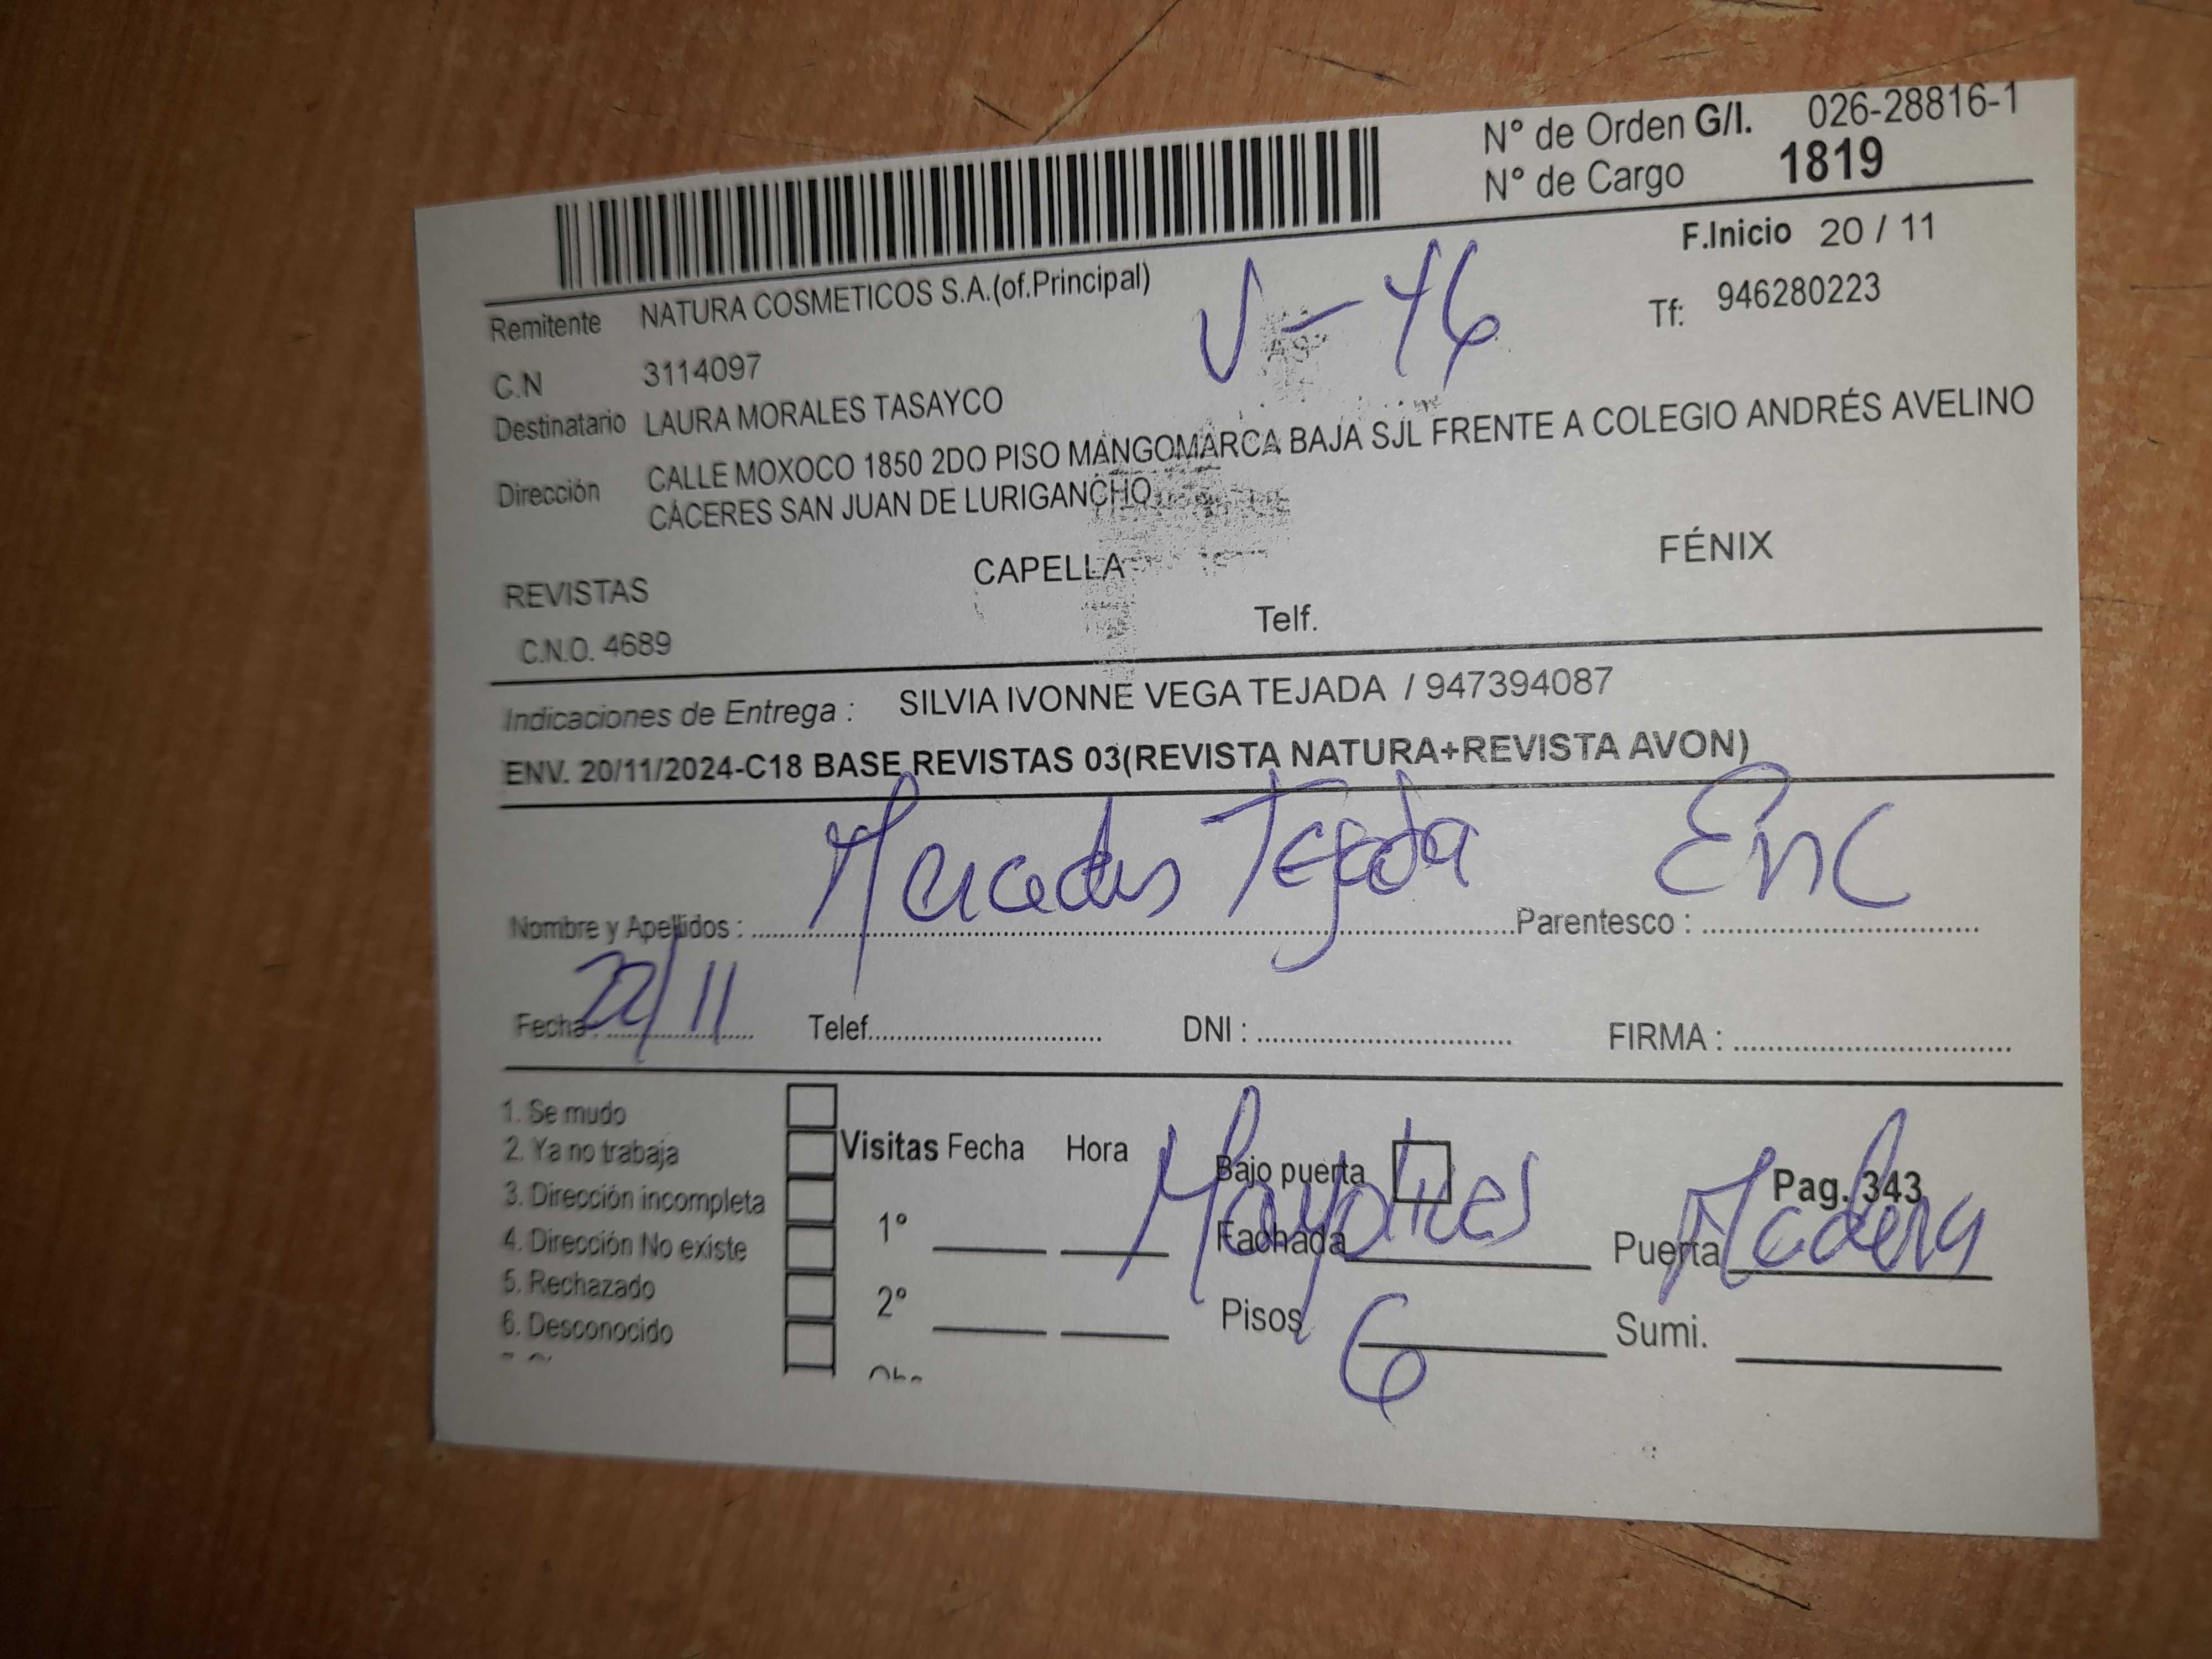 N° de Orden G/I. 026-28816-1
N° de Cargo 1819
F.Inicio 20 / 11
Remitente NATURA COSMETICOS S.A.(of.Principal)
V-46
Tf: 946280223
C.N 3114097
Destinatario LAURA MORALES TASAYCO
Dirección CALLE MOXOCO 1850 2DO PISO MANGOMARCA BAJA SJL FRENTE A COLEGIO ANDRÉS AVELINO
CÁCERES SAN JUAN DE LURIGANCHO
REVISTAS CAPELLA FÉNIX
C.N.O. 4689 Telf.
Indicaciones de Entrega : SILVIA IVONNE VEGA TEJADA / 947394087
ENV. 20/11/2024-C18 BASE REVISTAS 03(REVISTA NATURA+REVISTA AVON)
Nombre y Apellidos : Mercedes Tejada Parentesco : Enc
Fecha : 22/11 Telef. DNI : FIRMA :
1. Se mudo
2. Ya no trabaja
3. Dirección incompleta
4. Dirección No existe
5. Rechazado
6. Desconocido
Visitas Fecha Hora
1°
2°
Bajo puerta Pag. 343
Fachada Mayolicas Puerta Madera
Pisos 6 Sumi.